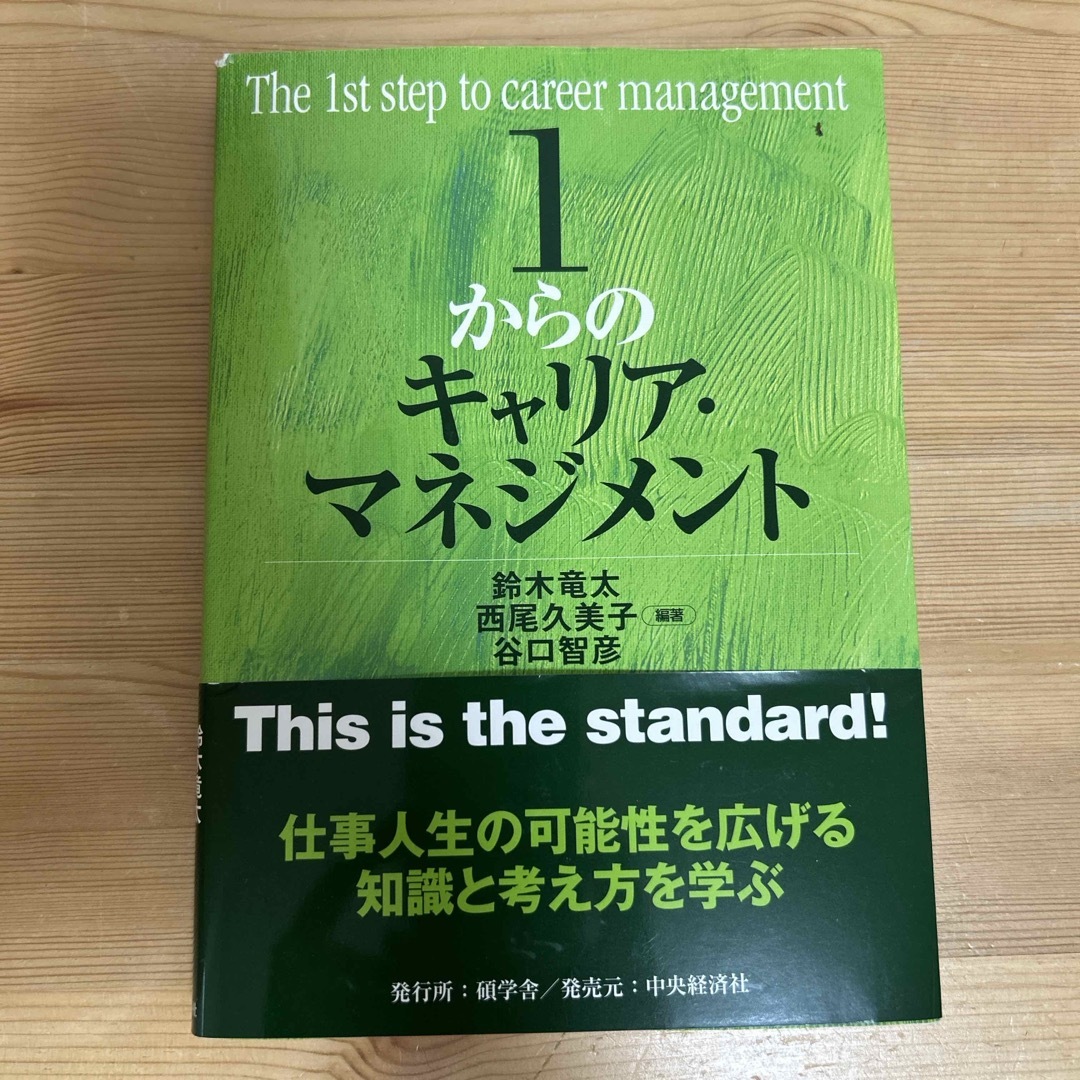 The 1st step to career management
1
からの
キャリア・
マネジメント
鈴木竜太
西尾久美子 編著
谷口智彦
This is the standard!
仕事人生の可能性を広げる
知識と考え方を学ぶ
発行所：碩学舎／発売元：中央経済社